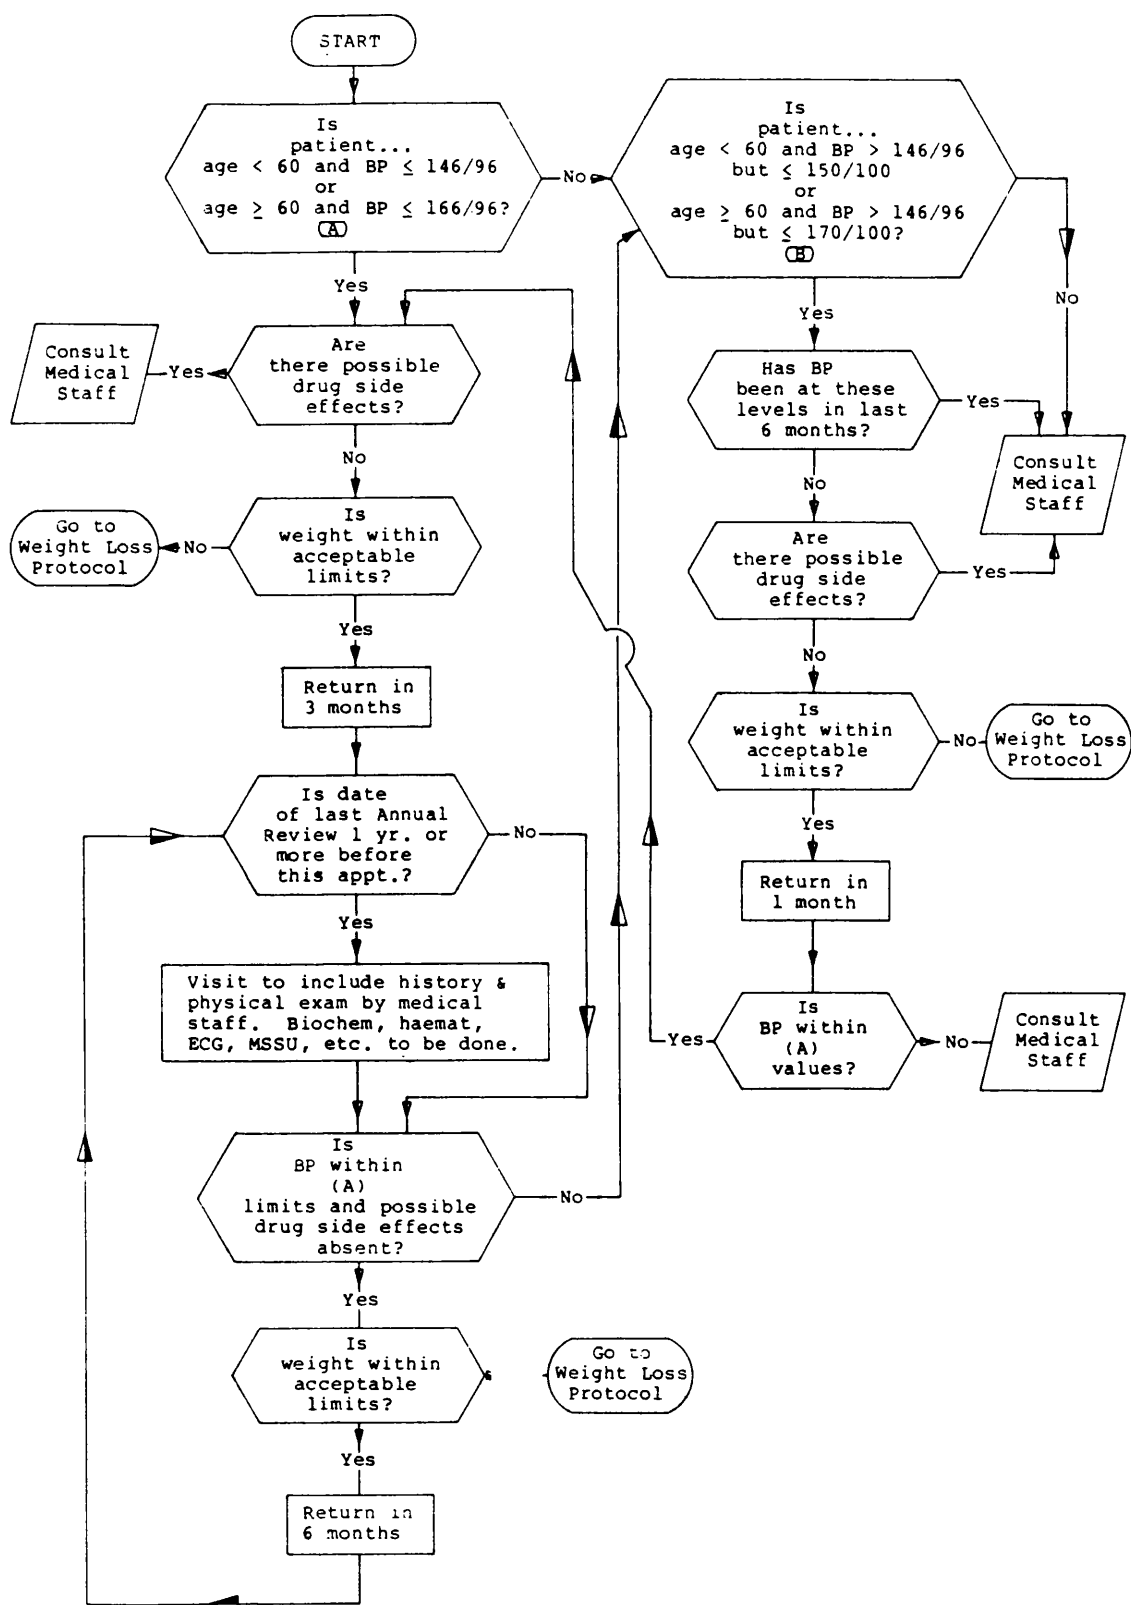 START
Is
patient...
age < 60 and BP ≤ 146/96
or
age ≥ 60 and BP ≤ 166/96?
(A)
No
Is
patient...
age < 60 and BP > 146/96
but ≤ 150/100
or
age ≥ 60 and BP > 146/96
but ≤ 170/100?
(B)
No
Yes
Are
there possible
drug side
effects?
Yes
Consult
Medical
Staff
No
Is
weight within
acceptable
limits?
No
Go to
Weight Loss
Protocol
Yes
Return in
3 months
Is date
of last Annual
Review 1 yr. or
more before
this appt.?
No
Yes
Visit to include history &
physical exam by medical
staff. Biochem, haemat,
ECG, MSSU, etc. to be done.
Is
BP within
(A)
limits and possible
drug side effects
absent?
No
Yes
Is
weight within
acceptable
limits?
Go to
Weight Loss
Protocol
Yes
Return in
6 months
Yes
Has BP
been at these
levels in last
6 months?
Yes
Consult
Medical
Staff
No
Are
there possible
drug side
effects?
Yes
No
Is
weight within
acceptable
limits?
No
Go to
Weight Loss
Protocol
Yes
Return in
1 month
Is
BP within
(A)
values?
Yes
No
Consult
Medical
Staff